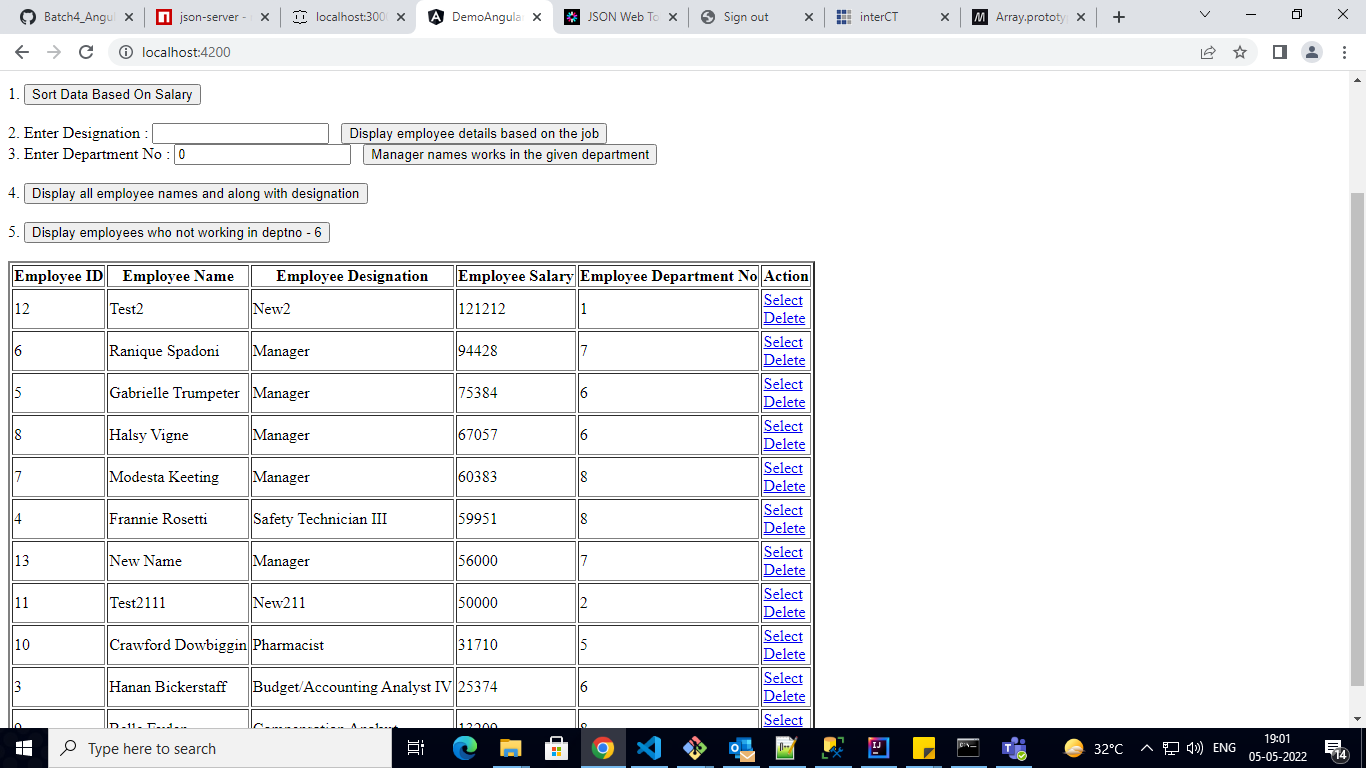 Batch4_Angul
json-server -
localhost:300
DemoAngula
JSON Web To
Sign out
interCT
Array.prototyp
localhost:4200
1. Sort Data Based On Salary
2. Enter Designation : Display employee details based on the job
3. Enter Department No : 0 Manager names works in the given department
4. Display all employee names and along with designation
5. Display employees who not working in deptno - 6
Employee ID Employee Name Employee Designation Employee Salary Employee Department No Action
12 Test2 New2 121212 1 Select
Delete
6 Ranique Spadoni Manager 94428 7 Select
Delete
5 Gabrielle Trumpeter Manager 75384 6 Select
Delete
8 Halsy Vigne Manager 67057 6 Select
Delete
7 Modesta Keeting Manager 60383 8 Select
Delete
4 Frannie Rosetti Safety Technician III 59951 8 Select
Delete
13 New Name Manager 56000 7 Select
Delete
11 Test2111 New211 50000 2 Select
Delete
10 Crawford Dowbiggin Pharmacist 31710 5 Select
Delete
3 Hanan Bickerstaff Budget/Accounting Analyst IV 25374 6 Select
Delete
Select
Type here to search
32°C
ENG
19:01
05-05-2022
14